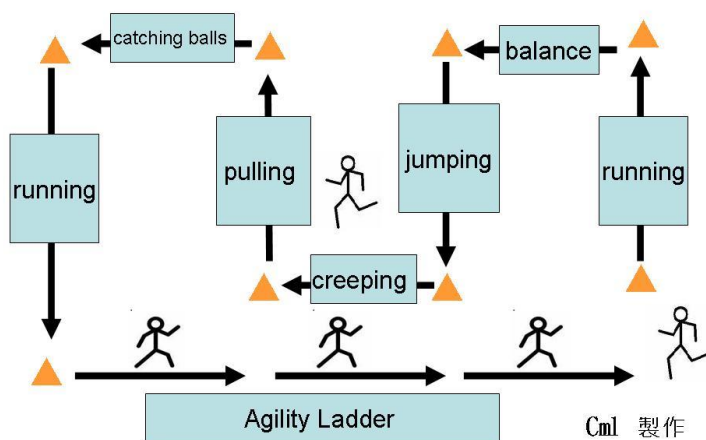 catching balls
balance
running
pulling
jumping
running
creeping
Agility Ladder
Cml 製作